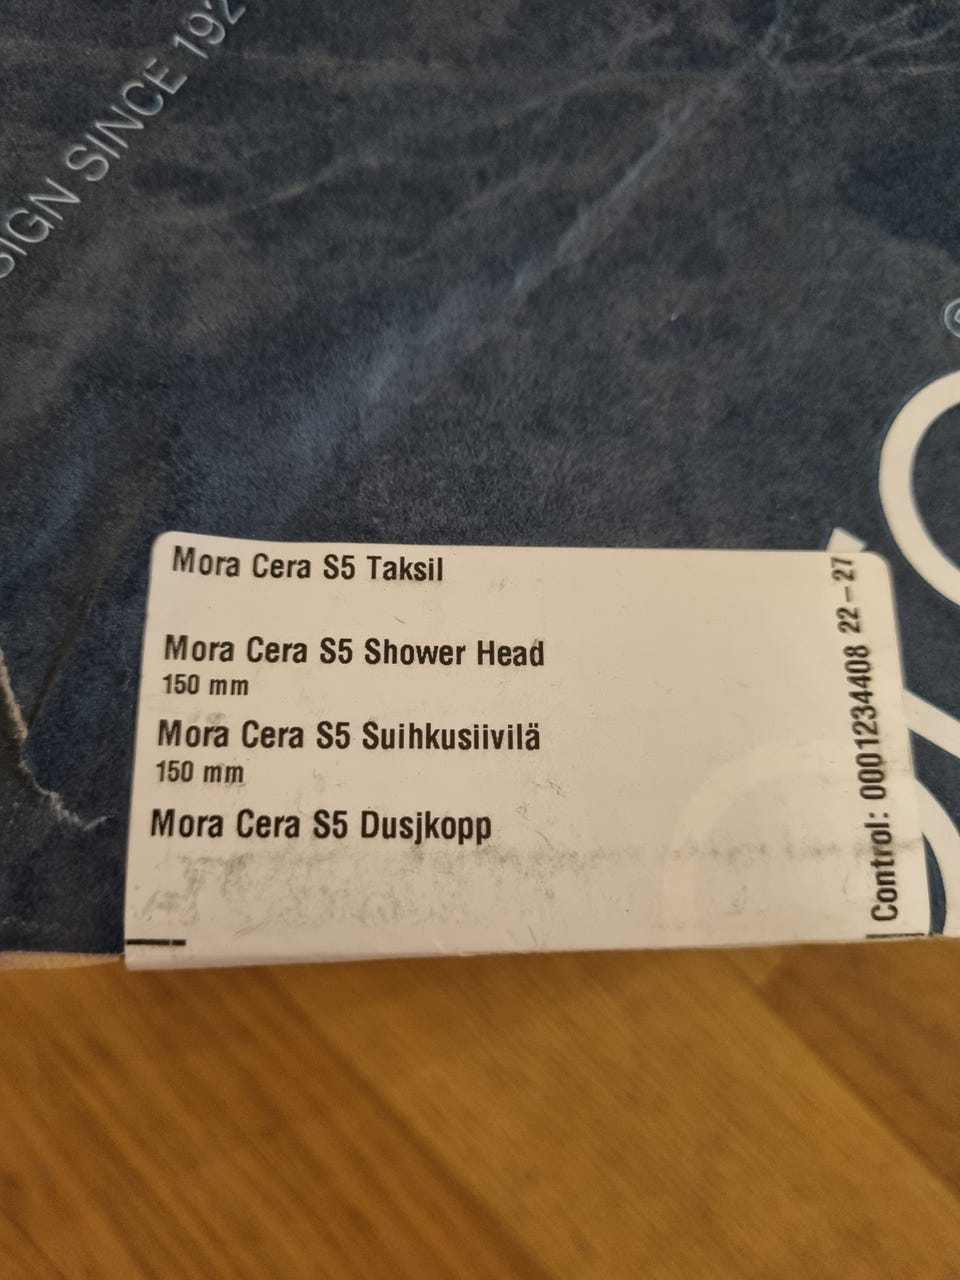 SIGN SINCE 192
Mora Cera S5 Taksil
Mora Cera S5 Shower Head
150 mm
Mora Cera S5 Suihkusiivilä
150 mm
Mora Cera S5 Dusjkopp
Control: 0001234408 22-27